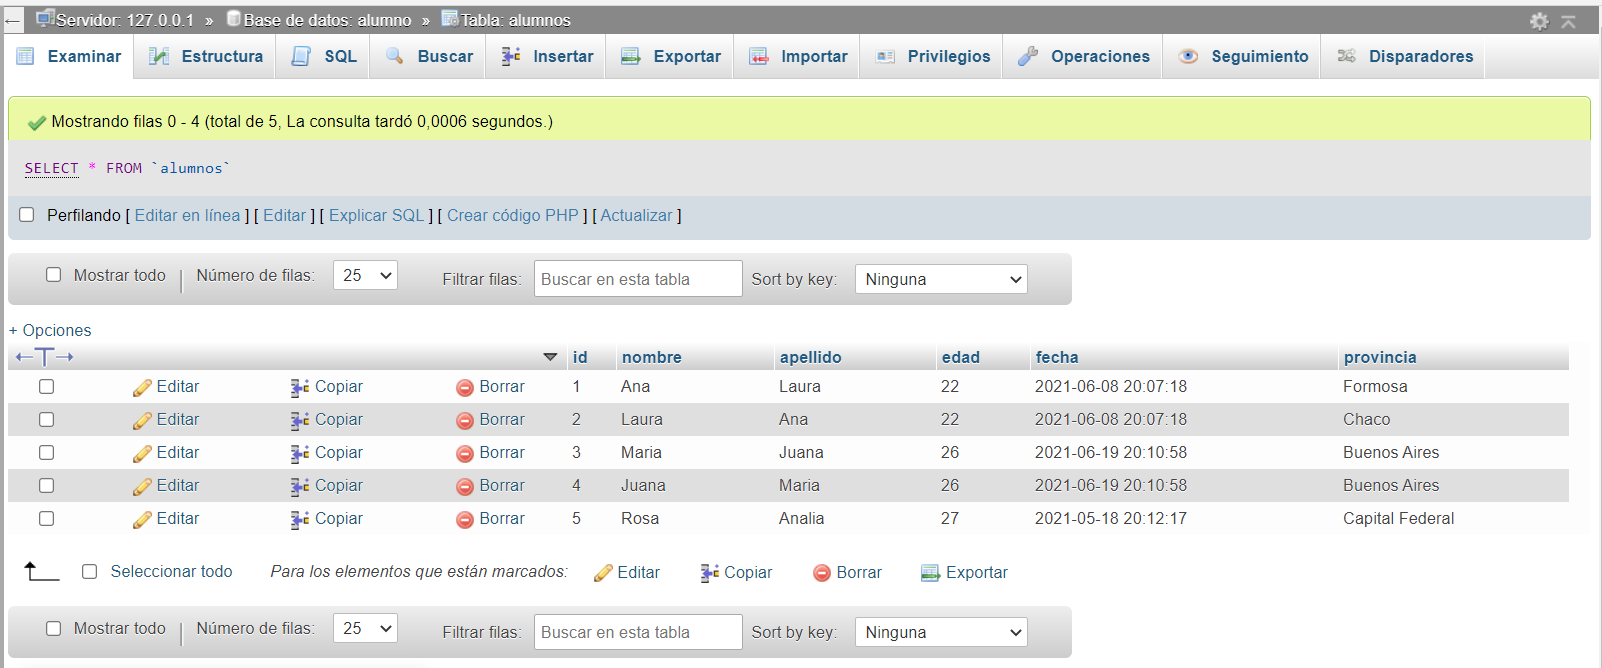 Servidor: 127.0.0.1 » Base de datos: alumno » Tabla: alumnos
Examinar Estructura SQL Buscar Insertar Exportar Importar Privilegios Operaciones Seguimiento Disparadores
Mostrando filas 0 - 4 (total de 5, La consulta tardó 0,0006 segundos.)
SELECT * FROM `alumnos`
Perfilando [ Editar en línea ] [ Editar ] [ Explicar SQL ] [ Crear código PHP ] [ Actualizar ]
Mostrar todo | Número de filas: 25 Filtrar filas: Buscar en esta tabla Sort by key: Ninguna
+ Opciones
id nombre apellido edad fecha provincia
Editar Copiar Borrar 1 Ana Laura 22 2021-06-08 20:07:18 Formosa
Editar Copiar Borrar 2 Laura Ana 22 2021-06-08 20:07:18 Chaco
Editar Copiar Borrar 3 Maria Juana 26 2021-06-19 20:10:58 Buenos Aires
Editar Copiar Borrar 4 Juana Maria 26 2021-06-19 20:10:58 Buenos Aires
Editar Copiar Borrar 5 Rosa Analia 27 2021-05-18 20:12:17 Capital Federal
Seleccionar todo Para los elementos que están marcados: Editar Copiar Borrar Exportar
Mostrar todo | Número de filas: 25 Filtrar filas: Buscar en esta tabla Sort by key: Ninguna